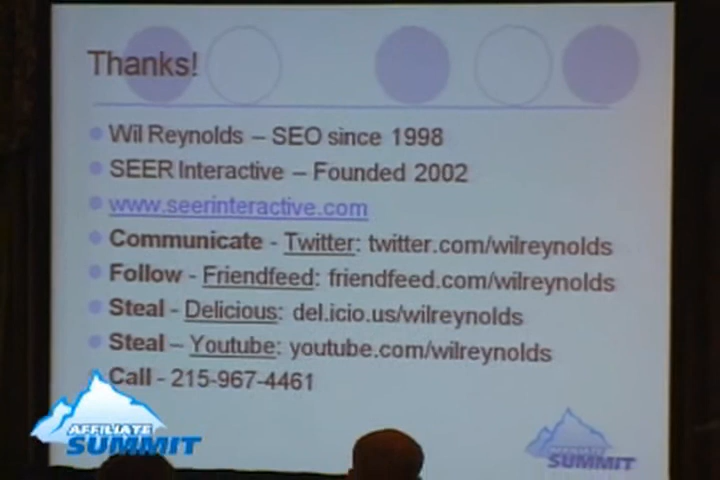 Thanks!
Wil Reynolds – SEO since 1998
SEER Interactive – Founded 2002
www.seerinteractive.com
Communicate - Twitter: twitter.com/wilreynolds
Follow - Friendfeed: friendfeed.com/wilreynolds
Steal - Delicious: del.icio.us/wilreynolds
Steal – Youtube: youtube.com/wilreynolds
Call - 215-967-4461
AFFILIATE
SUMMIT
AFFILIATE
SUMMIT